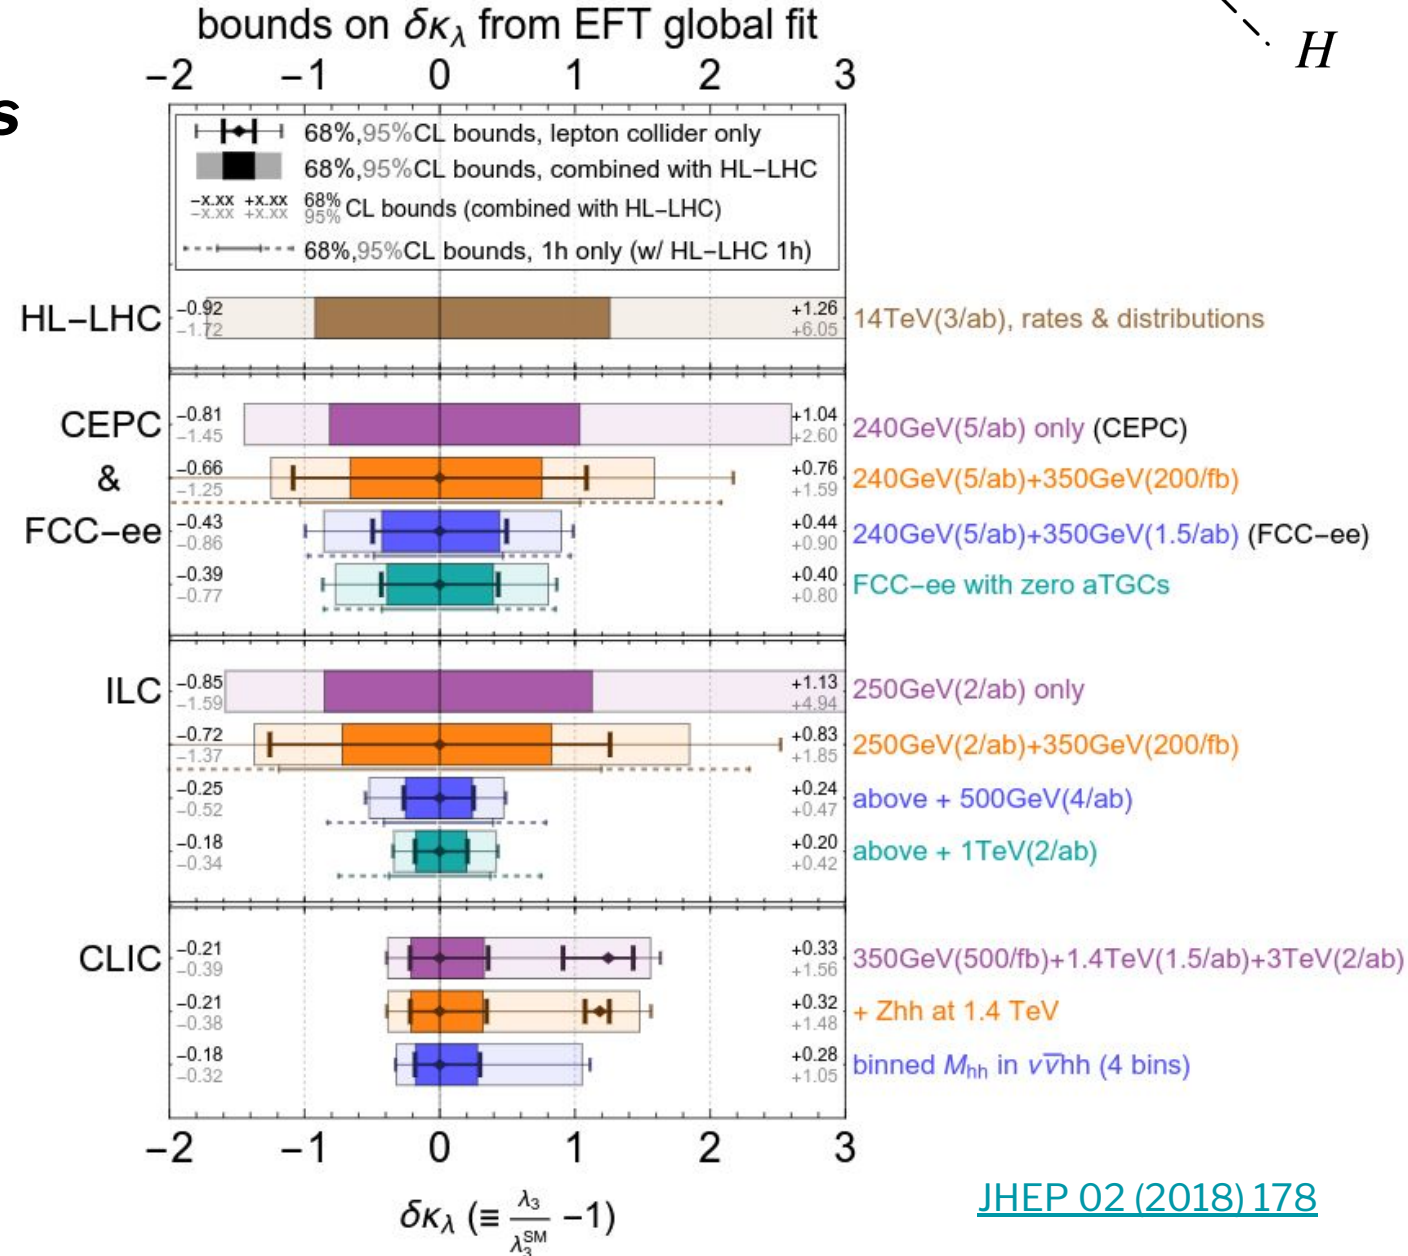 bounds on δκλ from EFT global fit
H
s
−2 −1 0 1 2 3
68%,95%CL bounds, lepton collider only
68%,95%CL bounds, combined with HL−LHC
−x.xx +x.xx 68% CL bounds (combined with HL−LHC)
−x.xx +x.xx 95%
68%,95%CL bounds, 1h only (w/ HL−LHC 1h)
HL−LHC −0.92 +1.26 14TeV(3/ab), rates & distributions
−1.72 +6.05
CEPC −0.81 +1.04 240GeV(5/ab) only (CEPC)
−1.45 +2.60
& −0.66 +0.76 240GeV(5/ab)+350GeV(200/fb)
−1.25 +1.59
FCC−ee −0.43 +0.44 240GeV(5/ab)+350GeV(1.5/ab) (FCC−ee)
−0.86 +0.90
−0.39 +0.40 FCC−ee with zero aTGCs
−0.77 +0.80
ILC −0.85 +1.13 250GeV(2/ab) only
−1.59 +4.94
−0.72 +0.83 250GeV(2/ab)+350GeV(200/fb)
−1.37 +1.85
−0.25 +0.24 above + 500GeV(4/ab)
−0.52 +0.47
−0.18 +0.20 above + 1TeV(2/ab)
−0.34 +0.42
CLIC −0.21 +0.33 350GeV(500/fb)+1.4TeV(1.5/ab)+3TeV(2/ab)
−0.39 +1.56
−0.21 +0.32 + Zhh at 1.4 TeV
−0.38 +1.48
−0.18 +0.28 binned Mhh in νν̅hh (4 bins)
−0.32 +1.05
−2 −1 0 1 2 3
δκλ (≡ λ3/λ3SM −1)
JHEP 02 (2018) 178